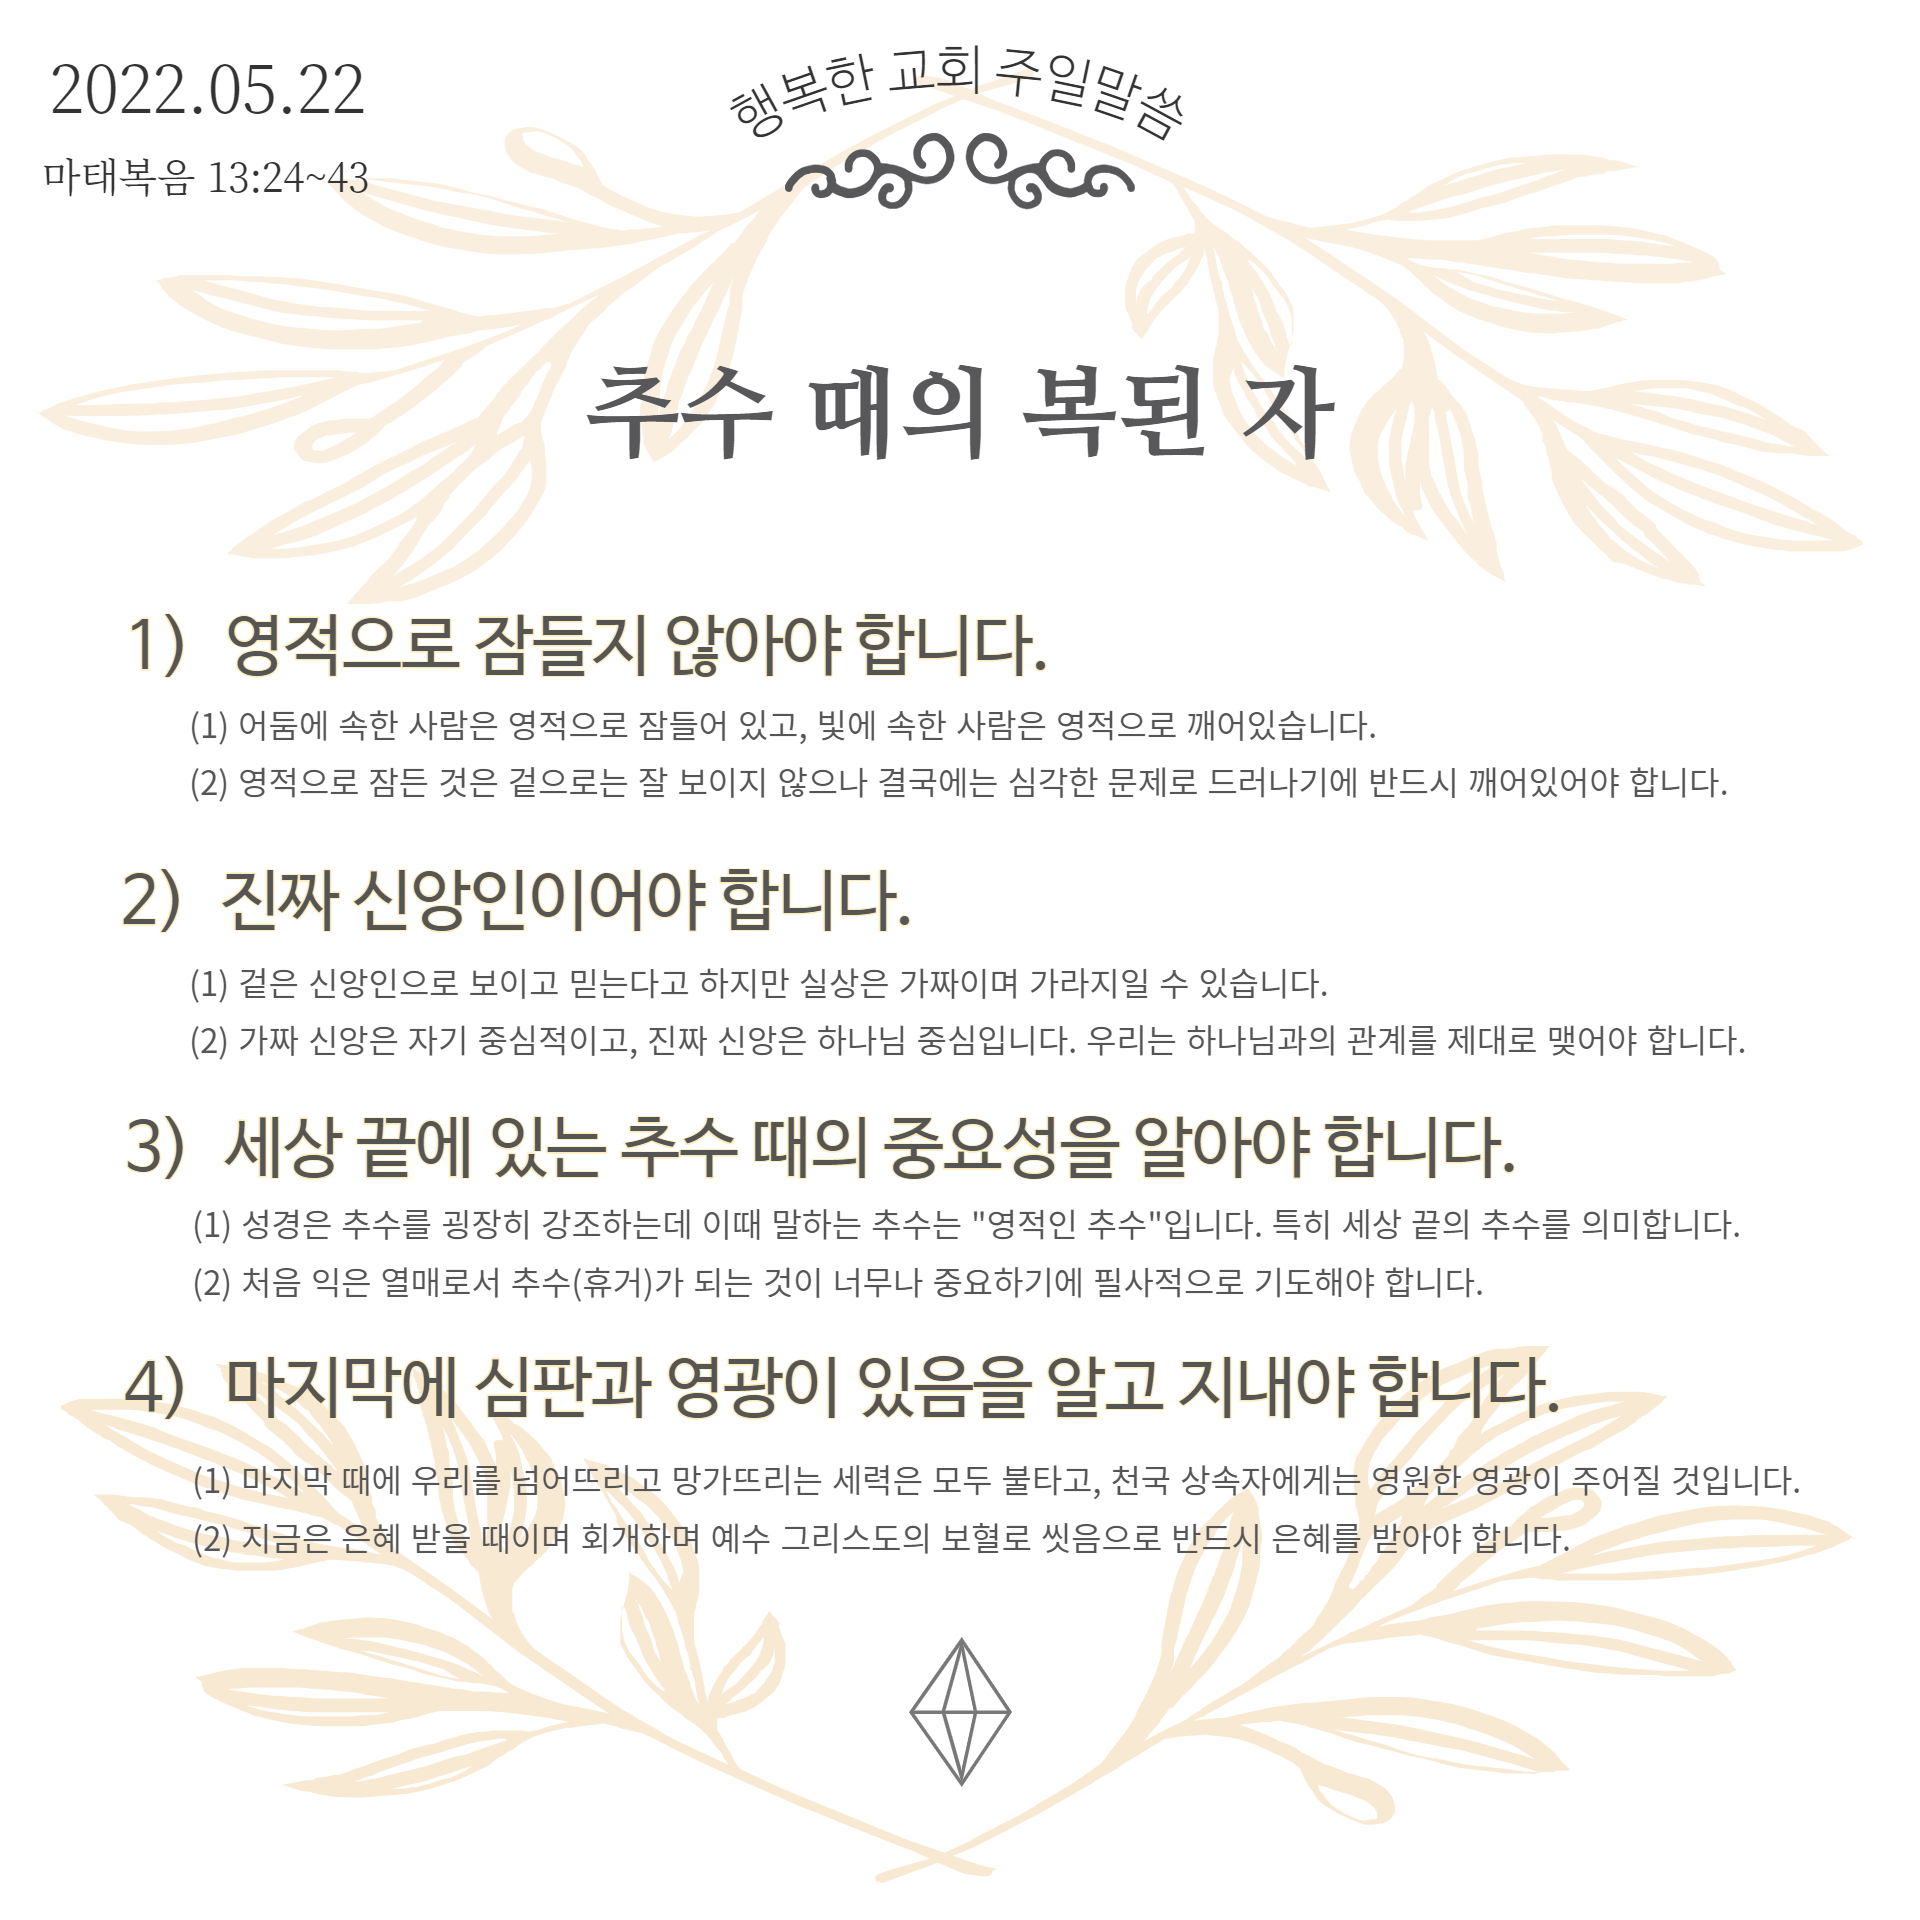 2022.05.22
마태복음 13:24~43
행복한 교회 주일말씀
추수 때의 복된 자
1) 영적으로 잠들지 않아야 합니다.
(1) 어둠에 속한 사람은 영적으로 잠들어 있고, 빛에 속한 사람은 영적으로 깨어있습니다.
(2) 영적으로 잠든 것은 겉으로는 잘 보이지 않으나 결국에는 심각한 문제로 드러나기에 반드시 깨어있어야 합니다.
2) 진짜 신앙인이어야 합니다.
(1) 겉은 신앙인으로 보이고 믿는다고 하지만 실상은 가짜이며 가라지일 수 있습니다.
(2) 가짜 신앙은 자기 중심적이고, 진짜 신앙은 하나님 중심입니다. 우리는 하나님과의 관계를 제대로 맺어야 합니다.
3) 세상 끝에 있는 추수 때의 중요성을 알아야 합니다.
(1) 성경은 추수를 굉장히 강조하는데 이때 말하는 추수는 "영적인 추수"입니다. 특히 세상 끝의 추수를 의미합니다.
(2) 처음 익은 열매로서 추수(휴거)가 되는 것이 너무나 중요하기에 필사적으로 기도해야 합니다.
4) 마지막에 심판과 영광이 있음을 알고 지내야 합니다.
(1) 마지막 때에 우리를 넘어뜨리고 망가뜨리는 세력은 모두 불타고, 천국 상속자에게는 영원한 영광이 주어질 것입니다.
(2) 지금은 은혜 받을 때이며 회개하며 예수 그리스도의 보혈로 씻음으로 반드시 은혜를 받아야 합니다.